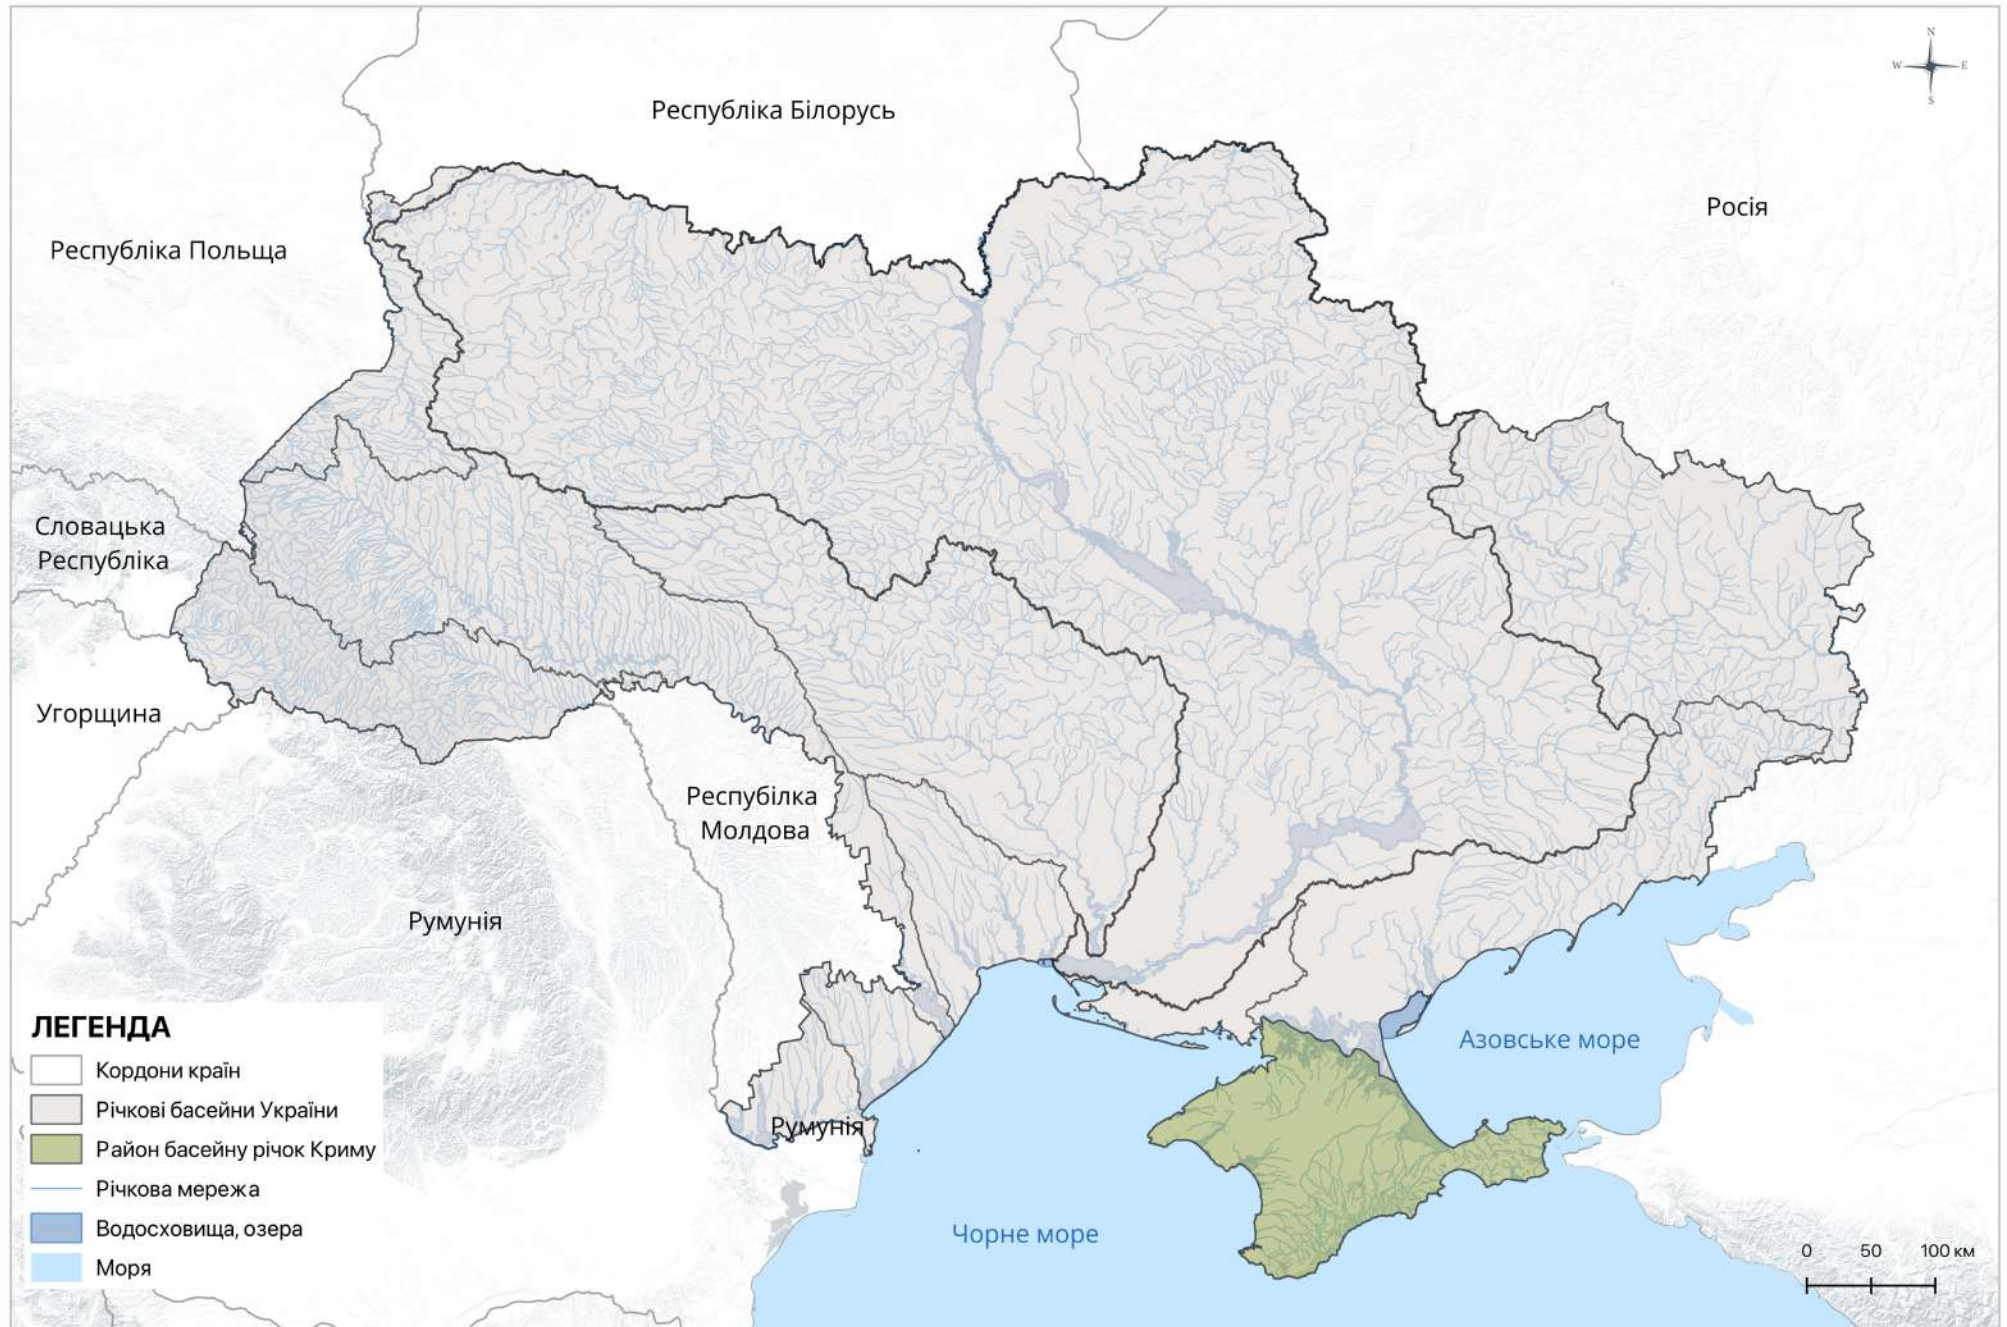 N
W E
S
Республіка Білорусь
Росія
Республіка Польща
Словацька
Республіка
Угорщина
Республіка
Молдова
Румунія
Азовське море
Румунія
Чорне море
ЛЕГЕНДА
Кордони країн
Річкові басейни України
Район басейну річок Криму
Річкова мережа
Водосховища, озера
Моря
0 50 100 км